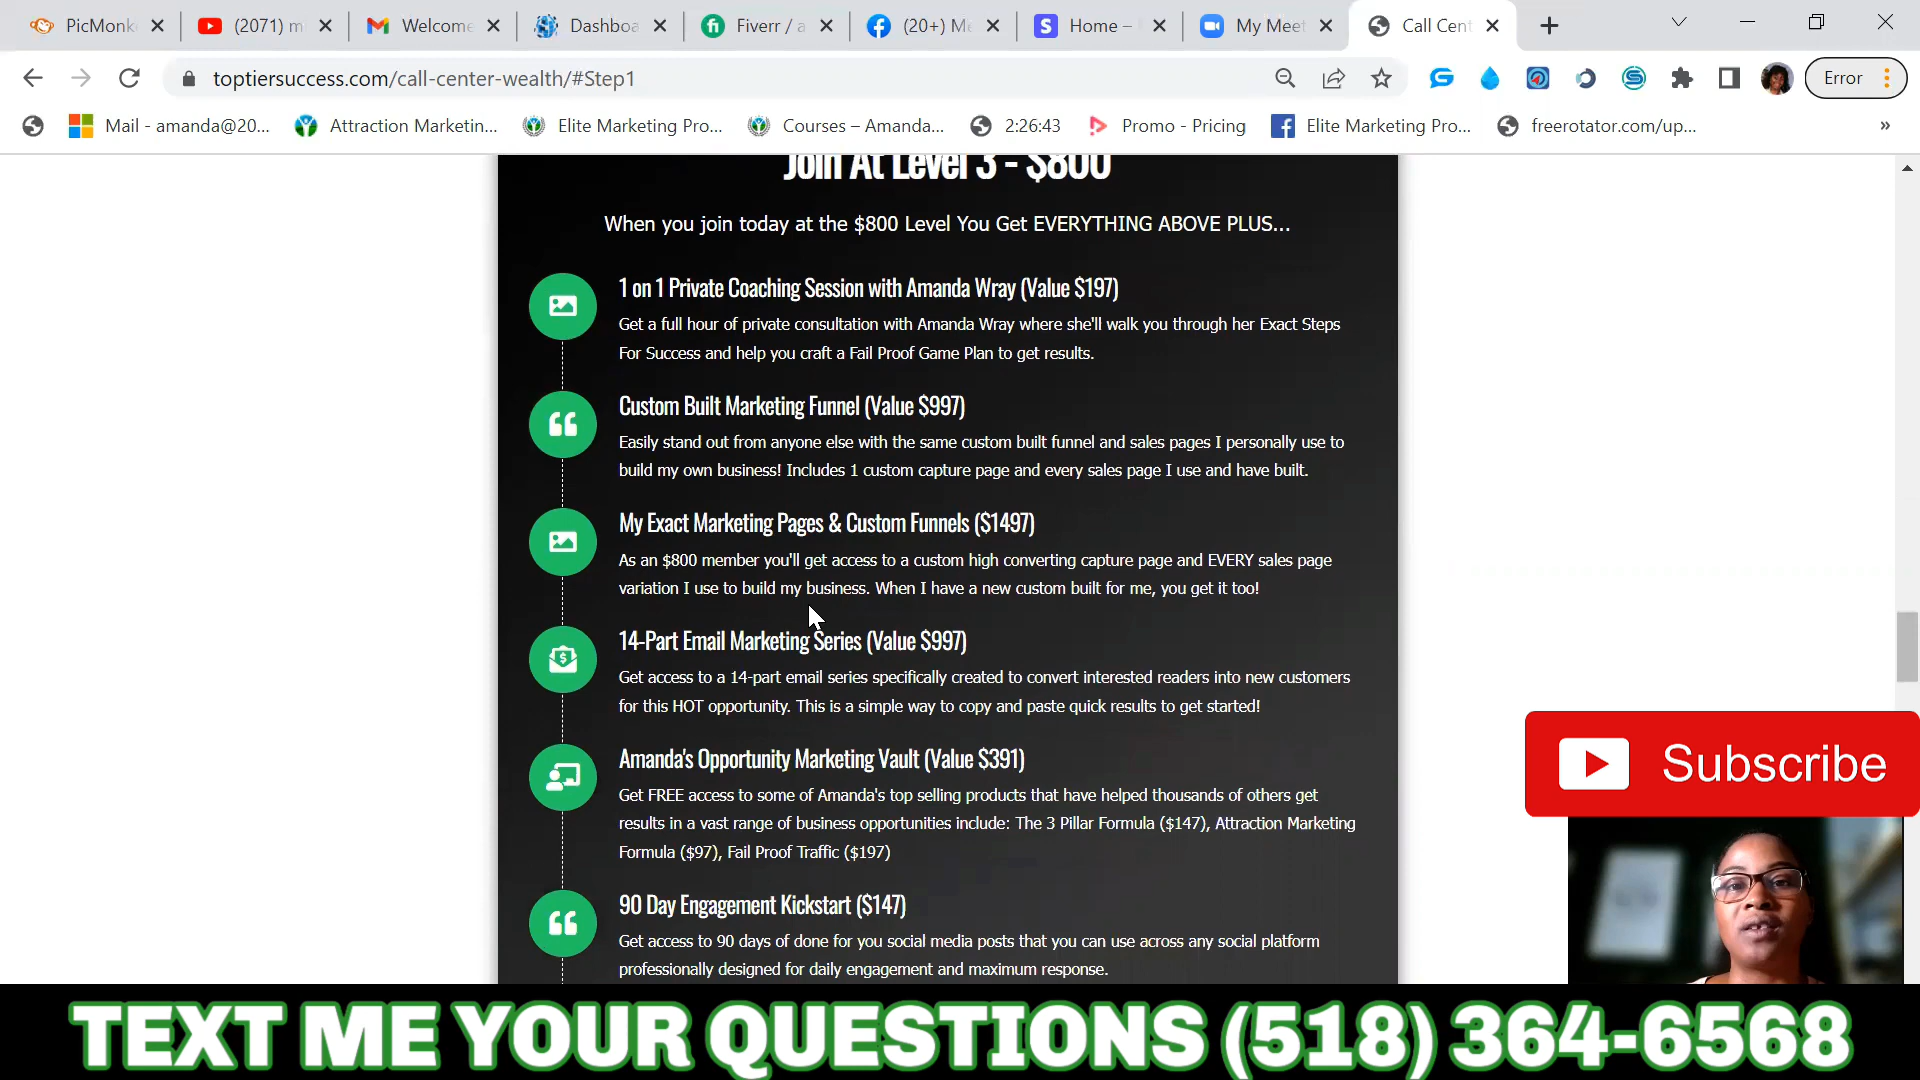 PicMonk
(2071) m
Welcome
Dashboa
Fiverr / a
(20+) Me
Home –
My Meet
Call Cent
toptiersuccess.com/call-center-wealth/#Step1
Error
Mail - amanda@20...
Attraction Marketin...
Elite Marketing Pro...
Courses – Amanda...
2:26:43
Promo - Pricing
Elite Marketing Pro...
freerotator.com/up...
»
Join At Level 3 - $800
When you join today at the $800 Level You Get EVERYTHING ABOVE PLUS...
1 on 1 Private Coaching Session with Amanda Wray (Value $197)
Get a full hour of private consultation with Amanda Wray where she'll walk you through her Exact Steps
For Success and help you craft a Fail Proof Game Plan to get results.
Custom Built Marketing Funnel (Value $997)
Easily stand out from anyone else with the same custom built funnel and sales pages I personally use to
build my own business! Includes 1 custom capture page and every sales page I use and have built.
My Exact Marketing Pages & Custom Funnels ($1497)
As an $800 member you'll get access to a custom high converting capture page and EVERY sales page
variation I use to build my business. When I have a new custom built for me, you get it too!
14-Part Email Marketing Series (Value $997)
Get access to a 14-part email series specifically created to convert interested readers into new customers
for this HOT opportunity. This is a simple way to copy and paste quick results to get started!
Amanda's Opportunity Marketing Vault (Value $391)
Get FREE access to some of Amanda's top selling products that have helped thousands of others get
results in a vast range of business opportunities include: The 3 Pillar Formula ($147), Attraction Marketing
Formula ($97), Fail Proof Traffic ($197)
90 Day Engagement Kickstart ($147)
Get access to 90 days of done for you social media posts that you can use across any social platform
professionally designed for daily engagement and maximum response.
Subscribe
TEXT ME YOUR QUESTIONS (518) 364-6568